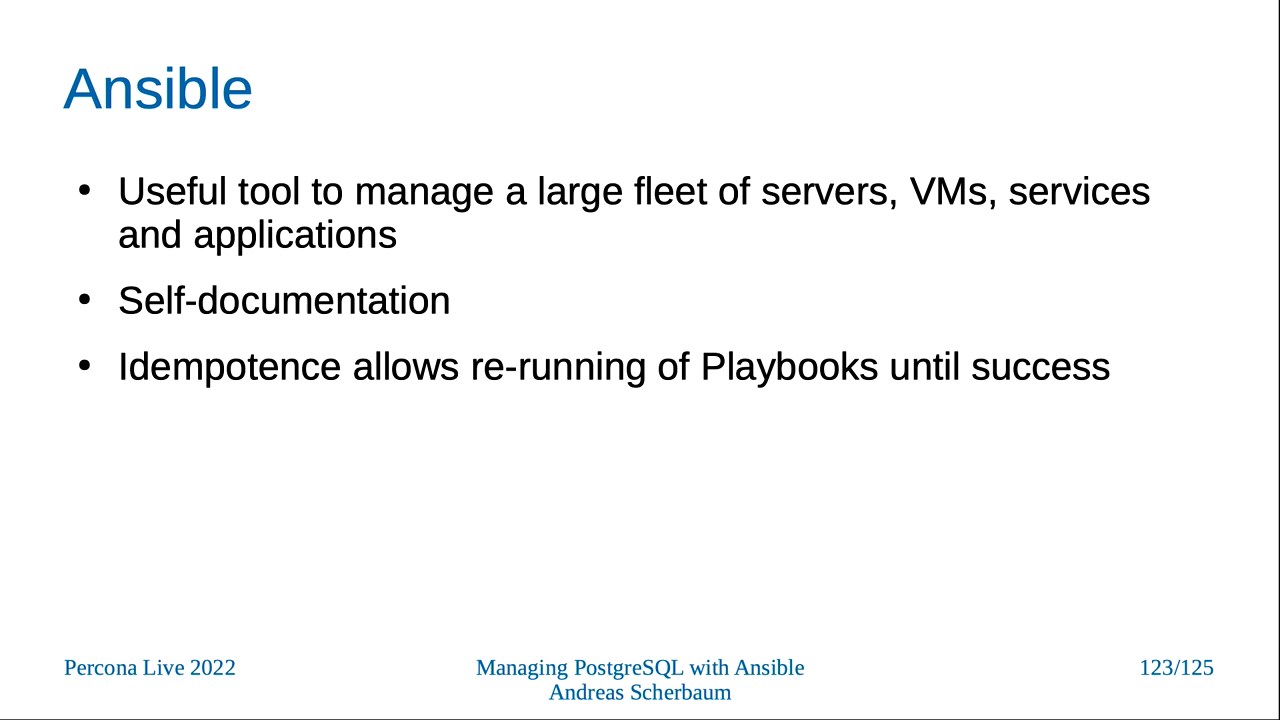 Ansible
• Useful tool to manage a large fleet of servers, VMs, services
and applications
• Self-documentation
• Idempotence allows re-running of Playbooks until success
Percona Live 2022
Managing PostgreSQL with Ansible
Andreas Scherbaum
123/125